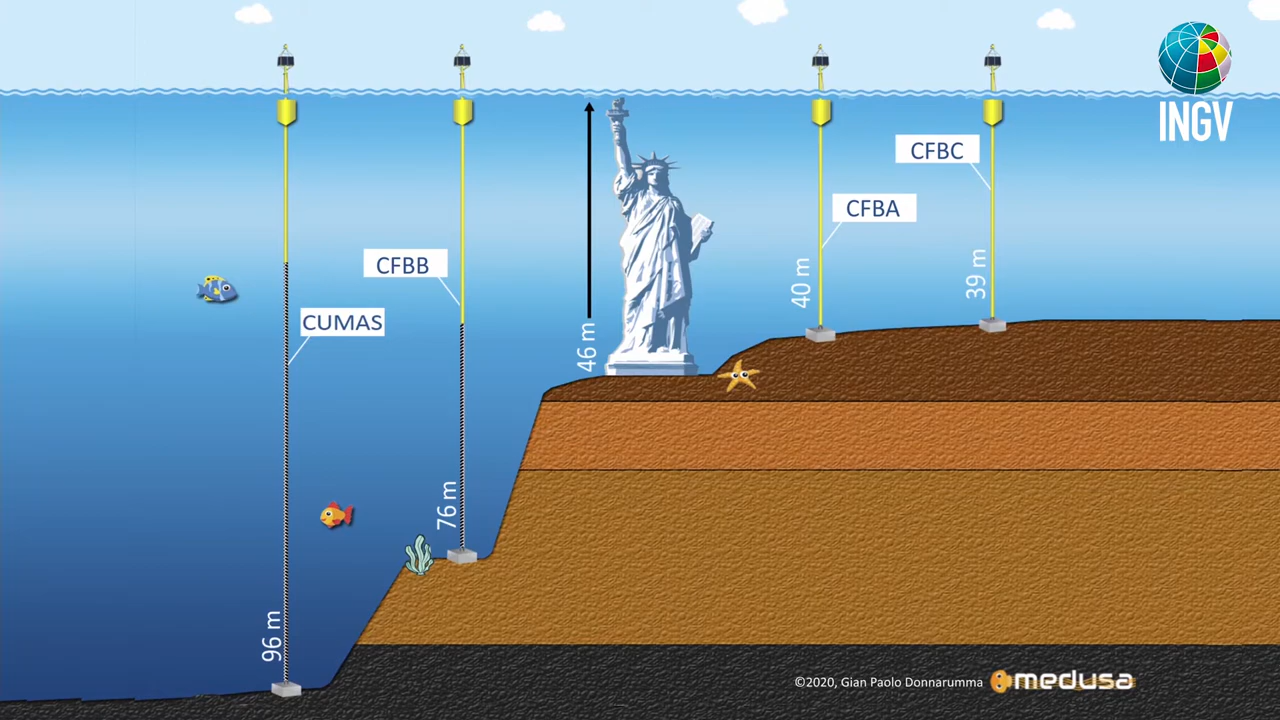 INGV
CFBC
CFBA
CFBB
CUMAS
40 m
39 m
46 m
76 m
96 m
©2020, Gian Paolo Donnarumma medusa